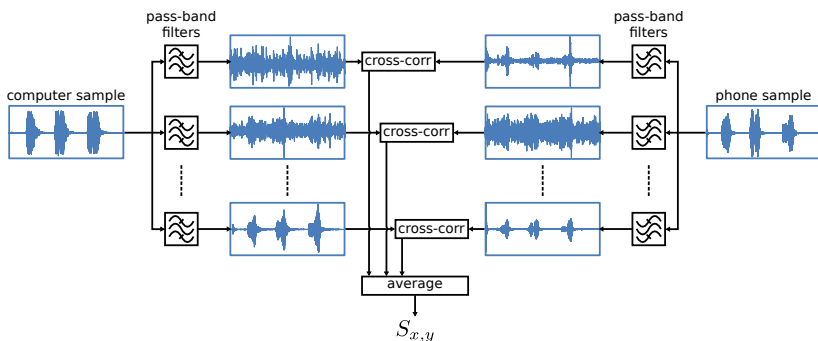 pass-band
filters
pass-band
filters
cross-corr
computer sample
phone sample
cross-corr
cross-corr
average
S_{x,y}